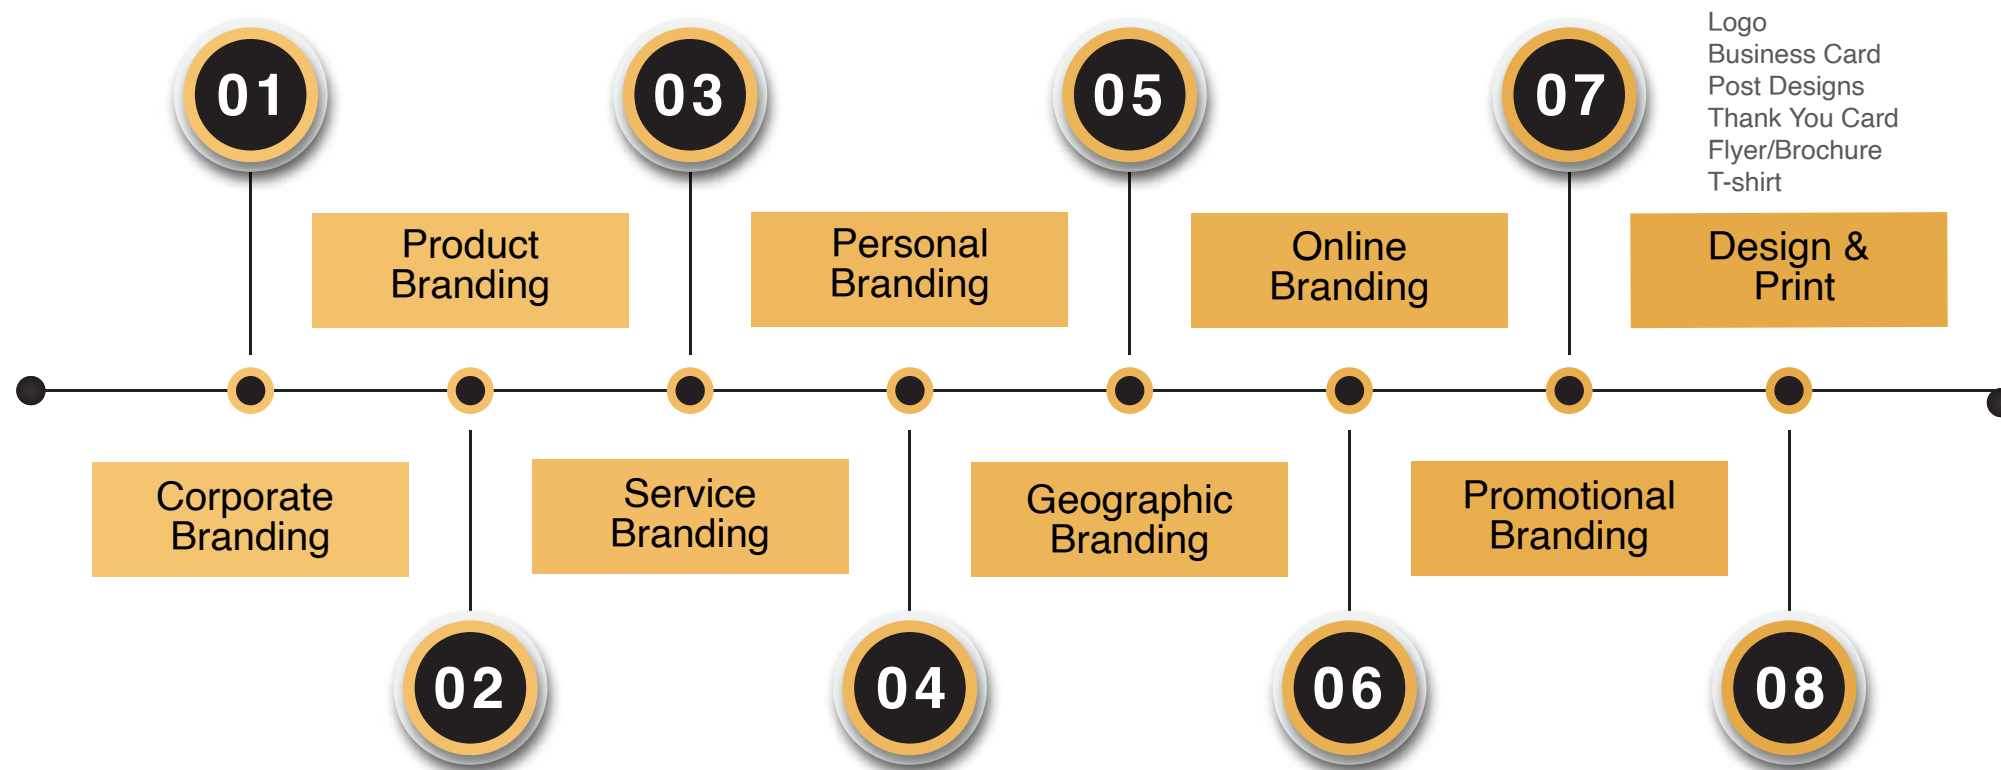 01
Corporate
Branding
02
Product
Branding
03
Service
Branding
04
Personal
Branding
05
Geographic
Branding
06
Online
Branding
07
Promotional
Branding
08
Logo
Business Card
Post Designs
Thank You Card
Flyer/Brochure
T-shirt
Design &
Print